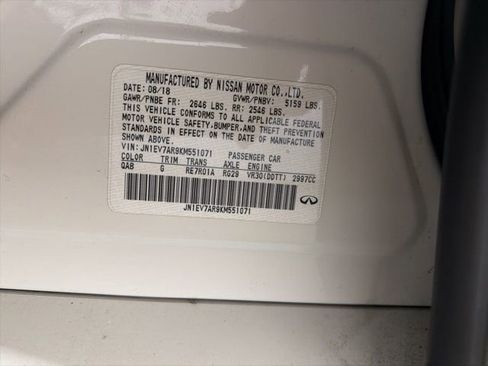 MANUFACTURED BY NISSAN MOTOR CO.,LTD.
DATE: 08/18 GVWR/PNBV: 5159 LBS.
GAWR/PNBE FR: 2646 LBS. RR: 2546 LBS.
THIS VEHICLE CONFORMS TO ALL APPLICABLE FEDERAL
MOTOR VEHICLE SAFETY,BUMPER,AND THEFT PREVENTION
STANDARDS IN EFFECT ON THE DATE OF MANUFACTURE
SHOWN ABOVE.
VIN: JN1EV7AR9KM551071 PASSENGER CAR
COLOR TRIM TRANS AXLE ENGINE
QAB G RE7R01A RG29 VR30(DDTT) 2997CC
JN1EV7AR9KM551071
INFINITI